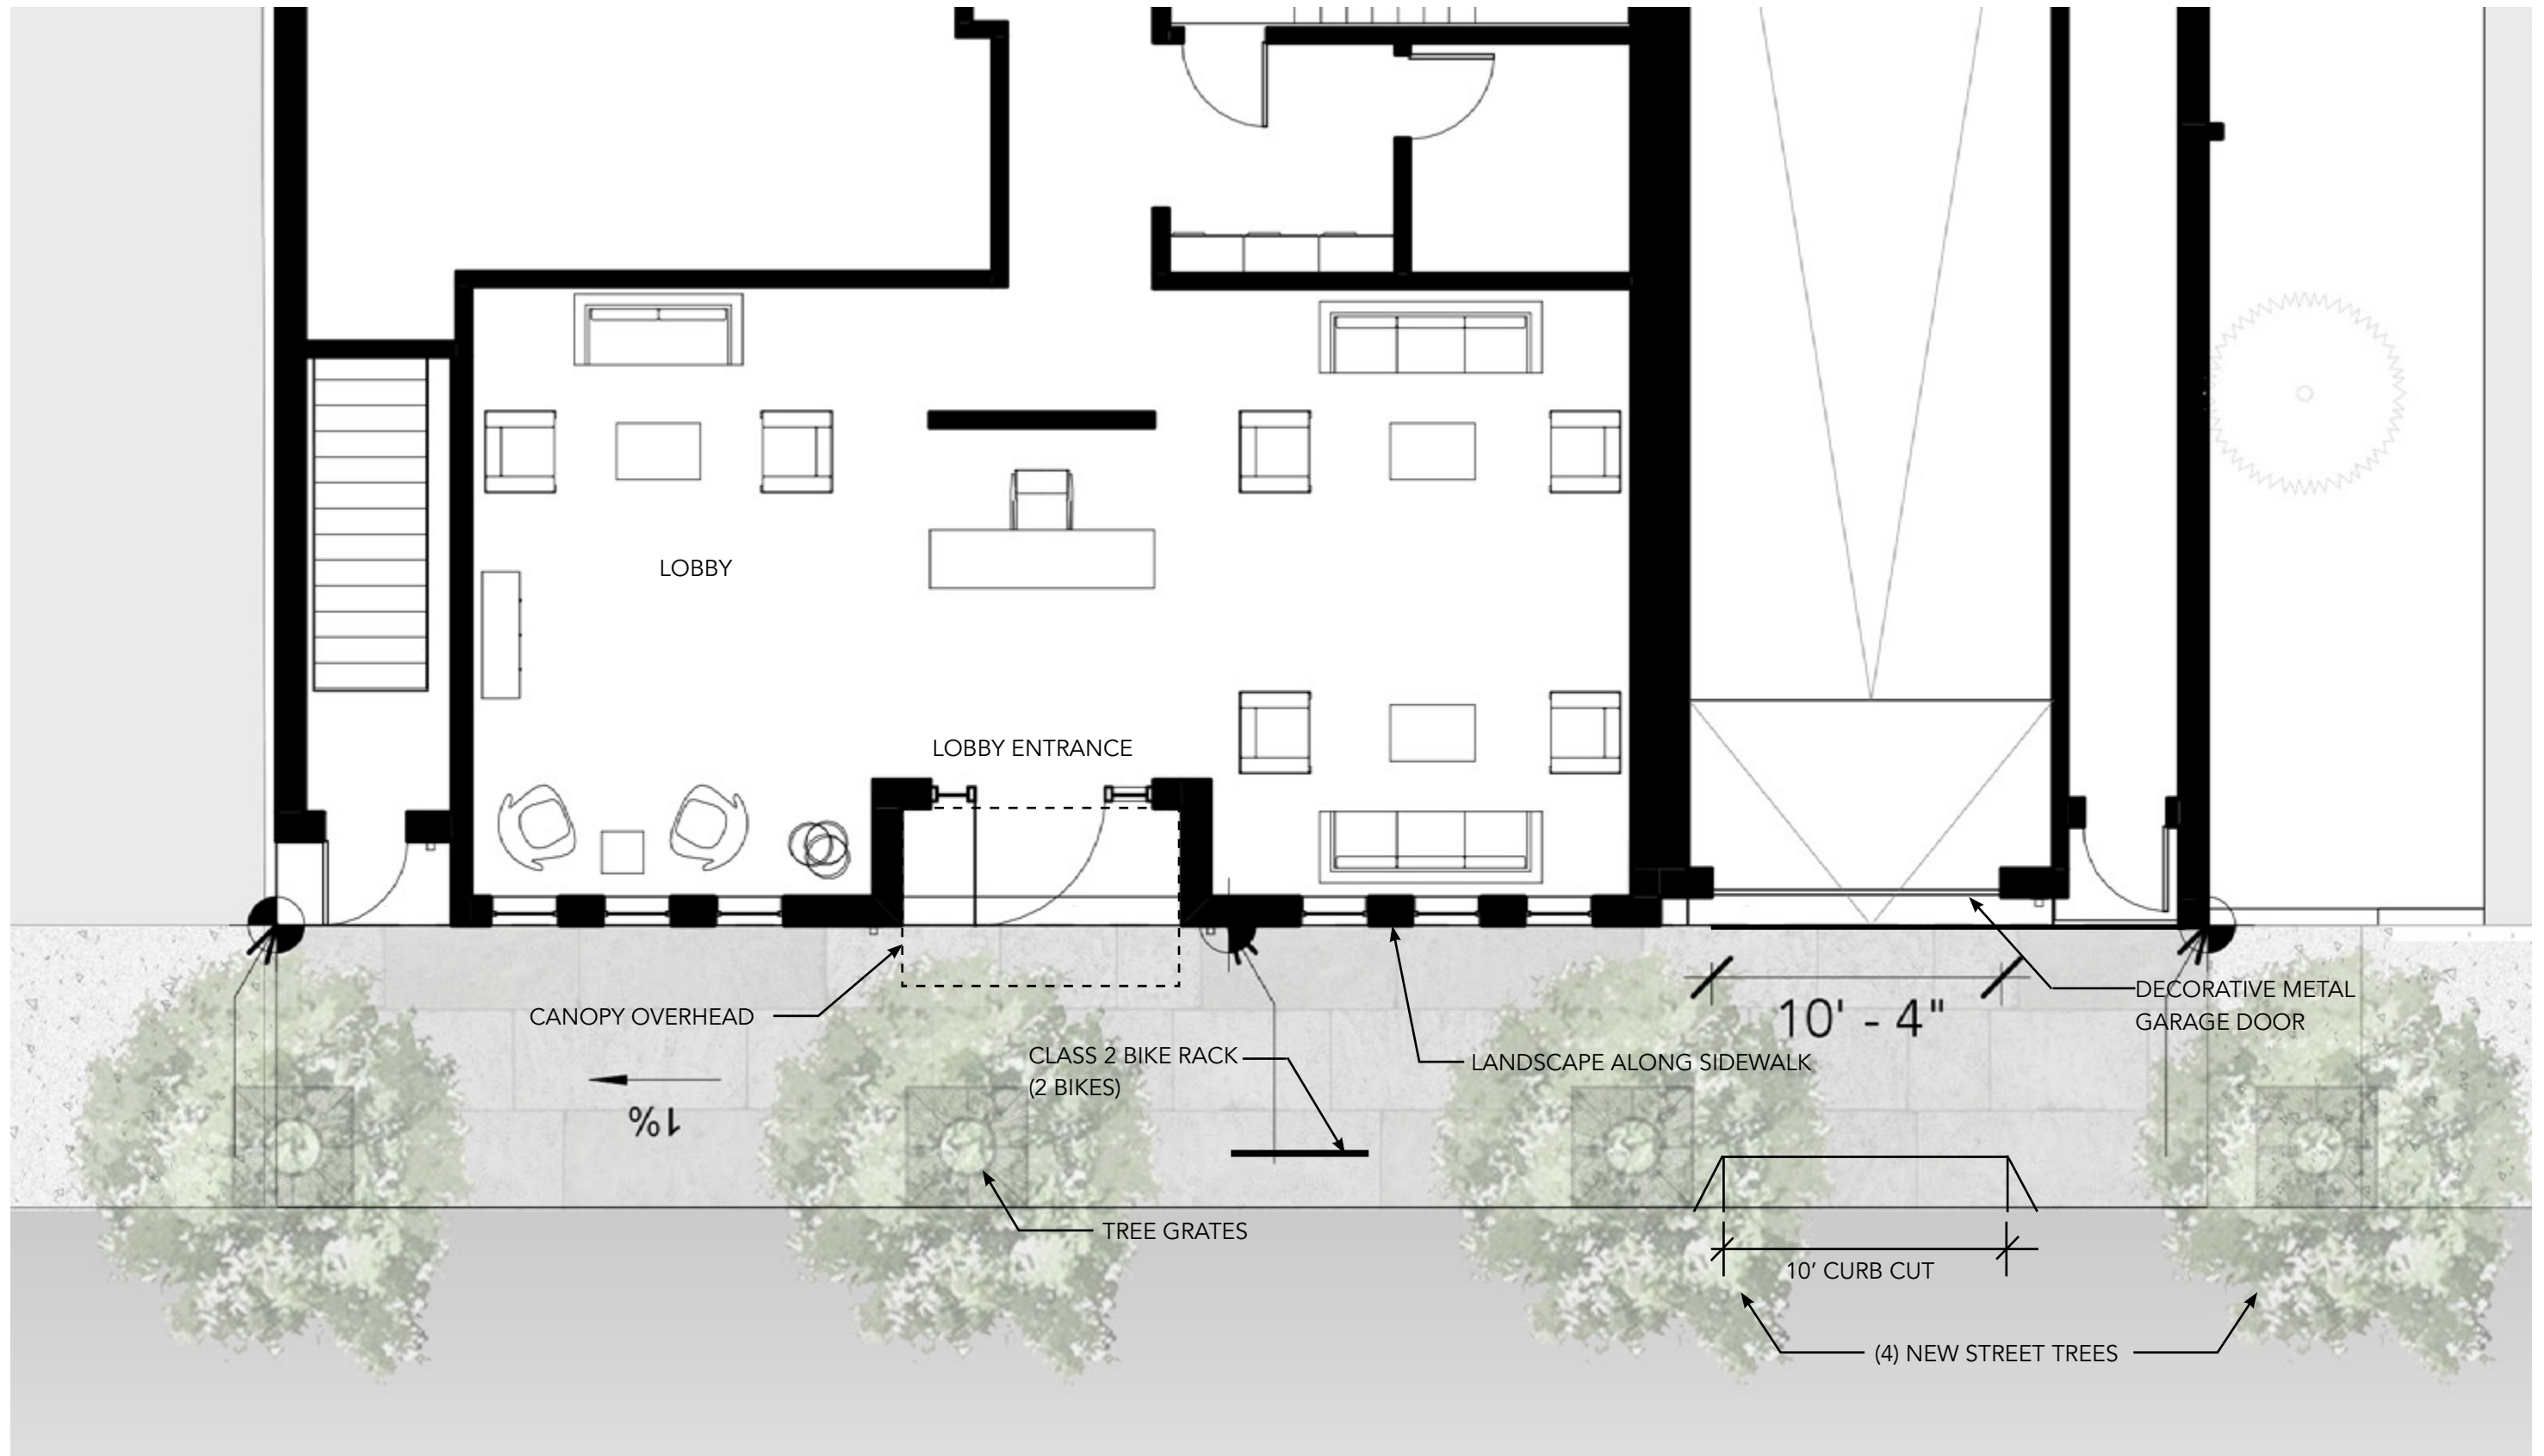 LOBBY
LOBBY ENTRANCE
CANOPY OVERHEAD
DECORATIVE METAL
GARAGE DOOR
10' - 4"
CLASS 2 BIKE RACK
(2 BIKES)
LANDSCAPE ALONG SIDEWALK
1%
TREE GRATES
10’ CURB CUT
(4) NEW STREET TREES